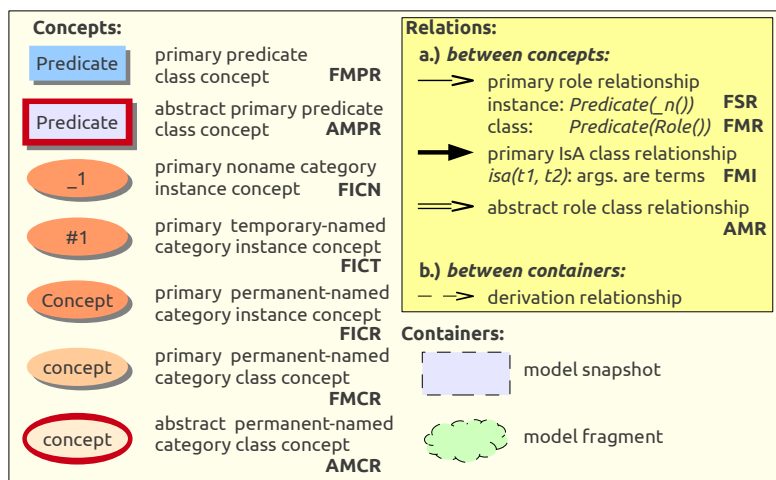 Concepts:
Predicate
primary predicate
class concept FMPR
Predicate
abstract primary predicate
class concept AMPR
_1
primary noname category
instance concept FICN
#1
primary temporary-named
category instance concept
FICT
Concept
primary permanent-named
category instance concept
FICR
concept
primary permanent-named
category class concept
FMCR
concept
abstract permanent-named
category class concept
AMCR
Relations:
a.) between concepts:
primary role relationship
instance: Predicate(_n()) FSR
class: Predicate(Role()) FMR
primary IsA class relationship
isa(t1, t2): args. are terms FMI
abstract role class relationship
AMR
b.) between containers:
derivation relationship
Containers:
model snapshot
model fragment